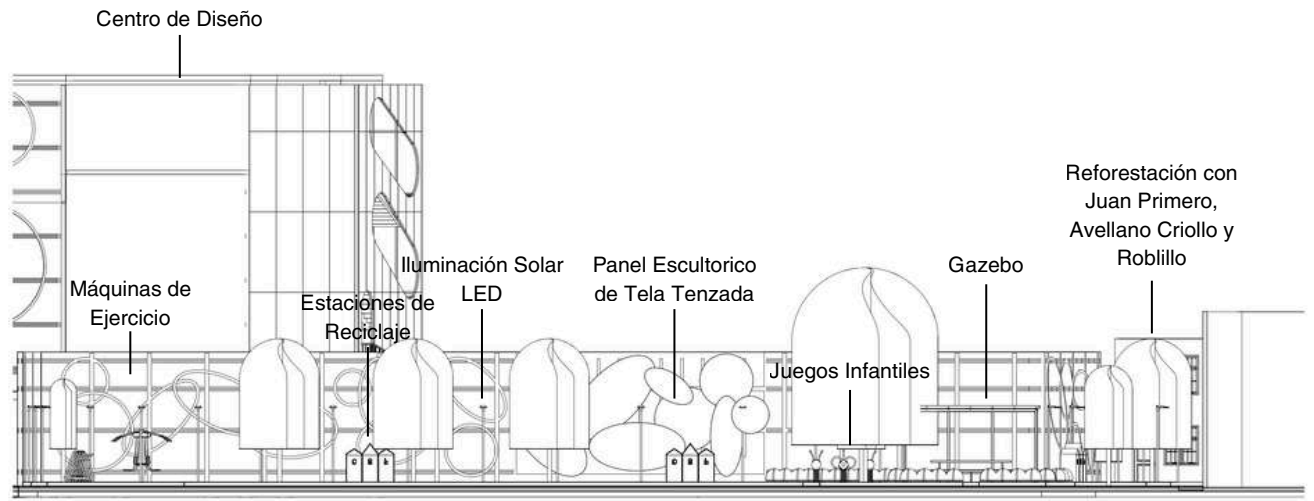 Centro de Diseño
Reforestación con
Juan Primero,
Avellano Criollo y
Roblillo
Iluminación Solar
LED
Panel Escultorico
de Tela Tenzada
Gazebo
Máquinas de
Ejercicio
Estaciones de
Reciclaje
Juegos Infantiles